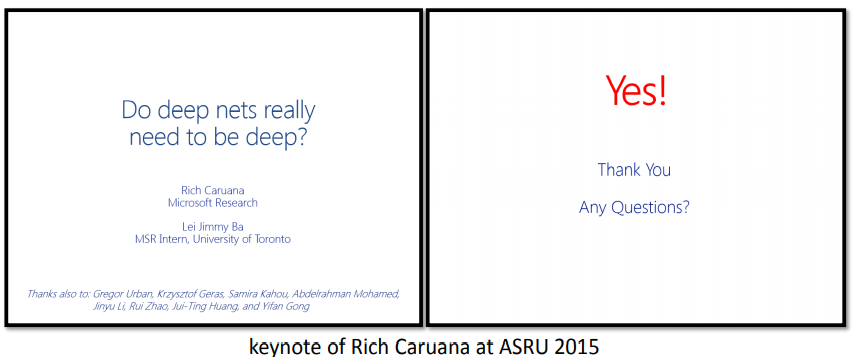 Do deep nets really
need to be deep?
Rich Caruana
Microsoft Research
Lei Jimmy Ba
MSR Intern, University of Toronto
Thanks also to: Gregor Urban, Krzysztof Geras, Samira Kahou, Abdelrahman Mohamed,
Jinyu Li, Rui Zhao, Jui-Ting Huang, and Yifan Gong
Yes!
Thank You
Any Questions?
keynote of Rich Caruana at ASRU 2015